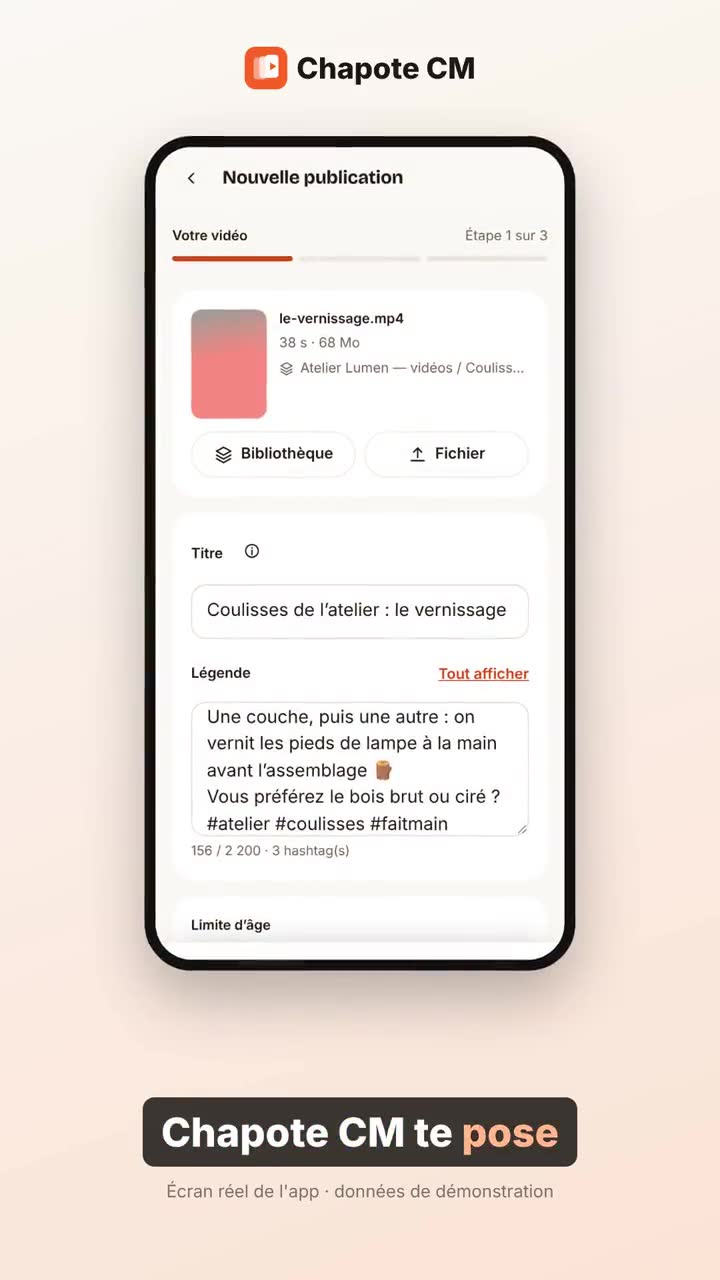 Chapote CM
Nouvelle publication
Votre vidéo
Étape 1 sur 3
le-vernissage.mp4
38 s · 68 Mo
Atelier Lumen — vidéos / Couliss...
Bibliothèque
Fichier
Titre
Coulisses de l’atelier : le vernissage
Légende
Tout afficher
Une couche, puis une autre : on
vernit les pieds de lampe à la main
avant l’assemblage 🪵
Vous préférez le bois brut ou ciré ?
#atelier #coulisses #faitmain
156 / 2 200 · 3 hashtag(s)
Limite d’âge
Chapote CM te pose
Écran réel de l'app · données de démonstration